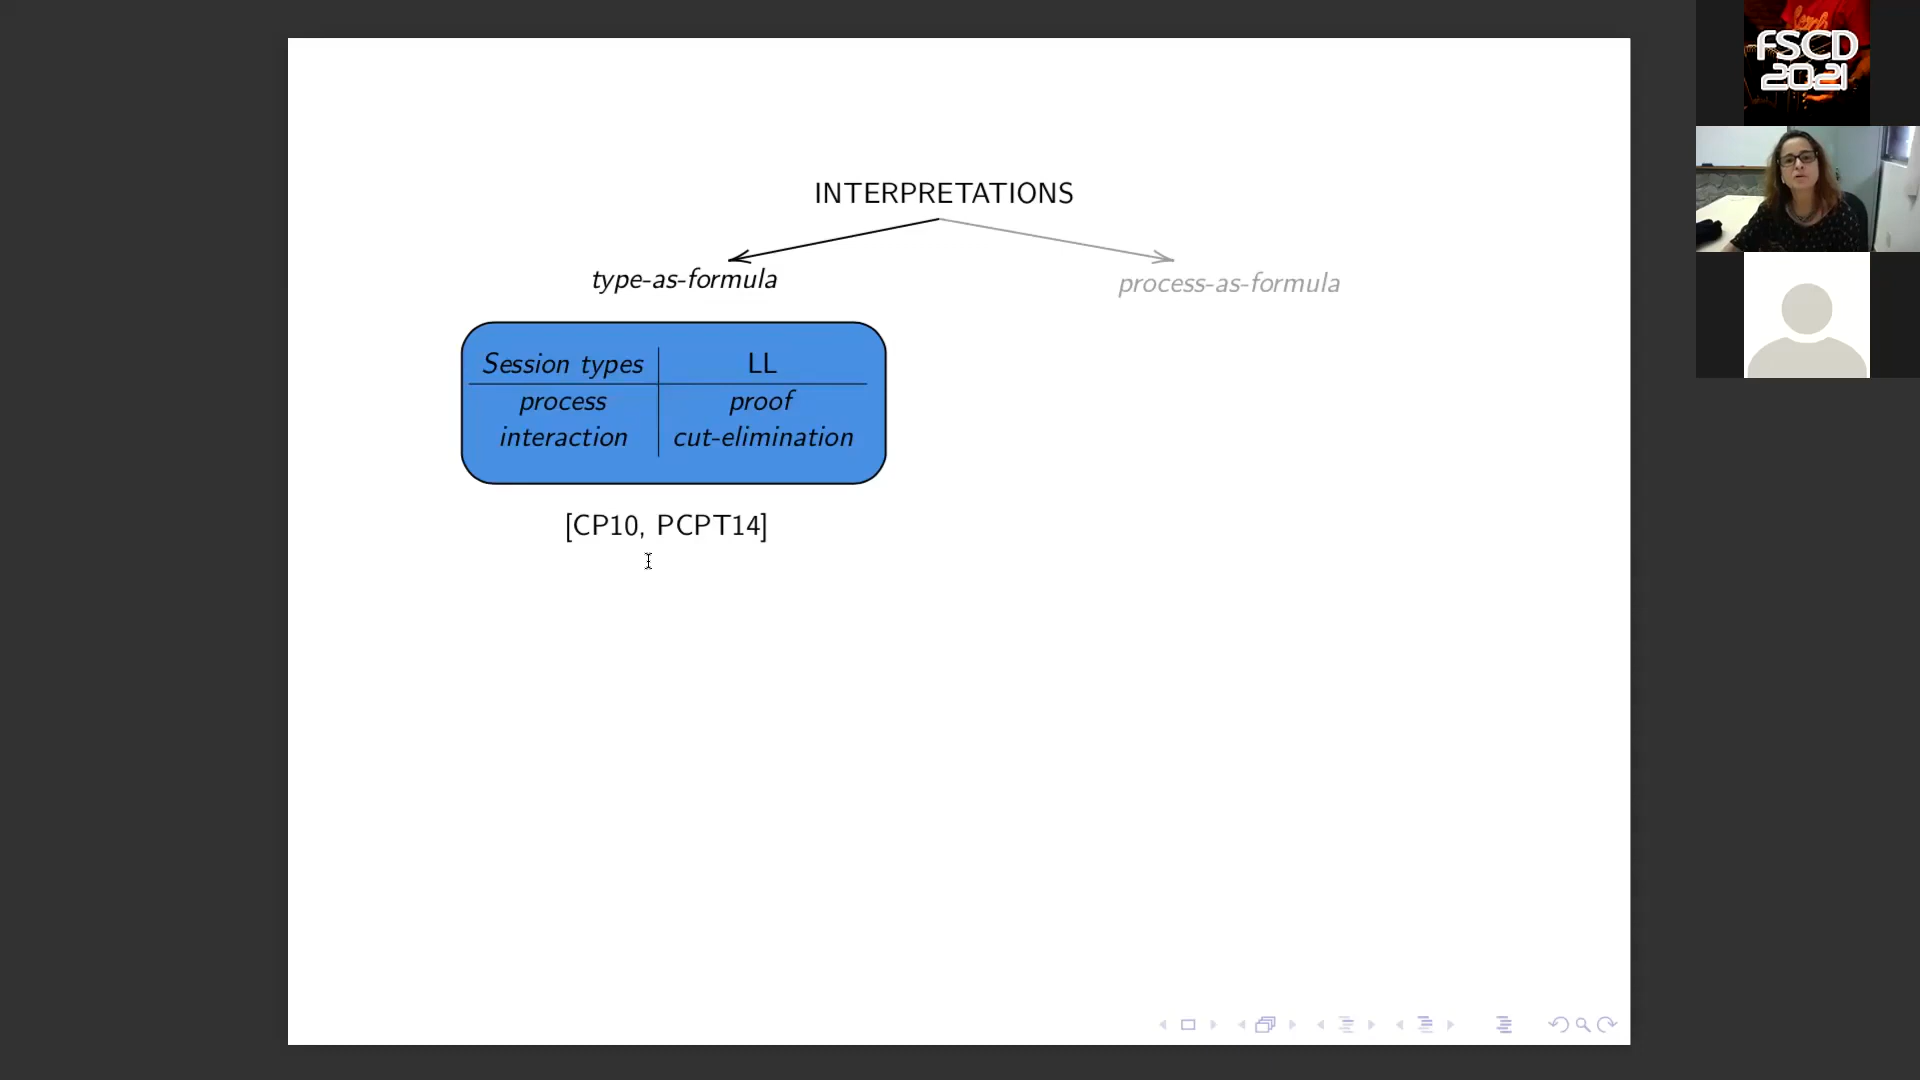 INTERPRETATIONS
type-as-formula
process-as-formula
Session types LL
process proof
interaction cut-elimination
[CP10, PCPT14]
FSCD
2021